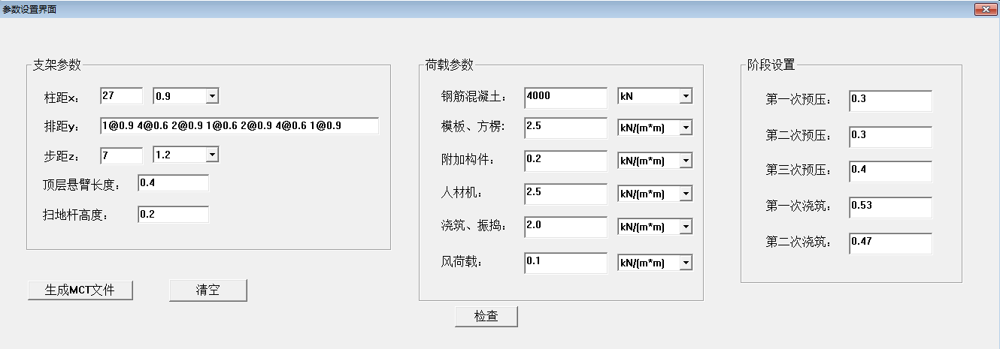 参数设置界面
支架参数
柱距x： 27 0.9
排距y： 1@0.9 4@0.6 2@0.9 1@0.6 2@0.9 4@0.6 1@0.9
步距z： 7 1.2
顶层悬臂长度： 0.4
扫地杆高度： 0.2
生成MCT文件 清空
荷载参数
钢筋混凝土： 4000 kN
模板、方楞: 2.5 kN/(m*m)
附加构件： 0.2 kN/(m*m)
人材机： 2.5 kN/(m*m)
浇筑、振捣： 2.0 kN/(m*m)
风荷载： 0.1 kN/(m*m)
检查
阶段设置
第一次预压： 0.3
第二次预压： 0.3
第三次预压： 0.4
第一次浇筑： 0.53
第二次浇筑： 0.47